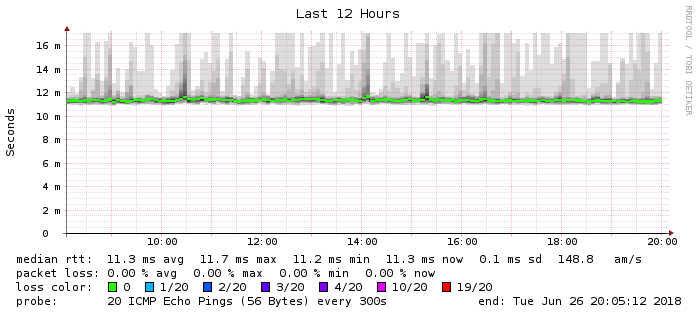 Last 12 Hours
RRDTOOL / TOBI OETIKER
Seconds
16 m
14 m
12 m
10 m
8 m
6 m
4 m
2 m
0
10:00 12:00 14:00 16:00 18:00 20:00
median rtt: 11.3 ms avg 11.7 ms max 11.2 ms min 11.3 ms now 0.1 ms sd 148.8 am/s
packet loss: 0.00 % avg 0.00 % max 0.00 % min 0.00 % now
loss color: 0 1/20 2/20 3/20 4/20 10/20 19/20
probe: 20 ICMP Echo Pings (56 Bytes) every 300s end: Tue Jun 26 20:05:12 2018